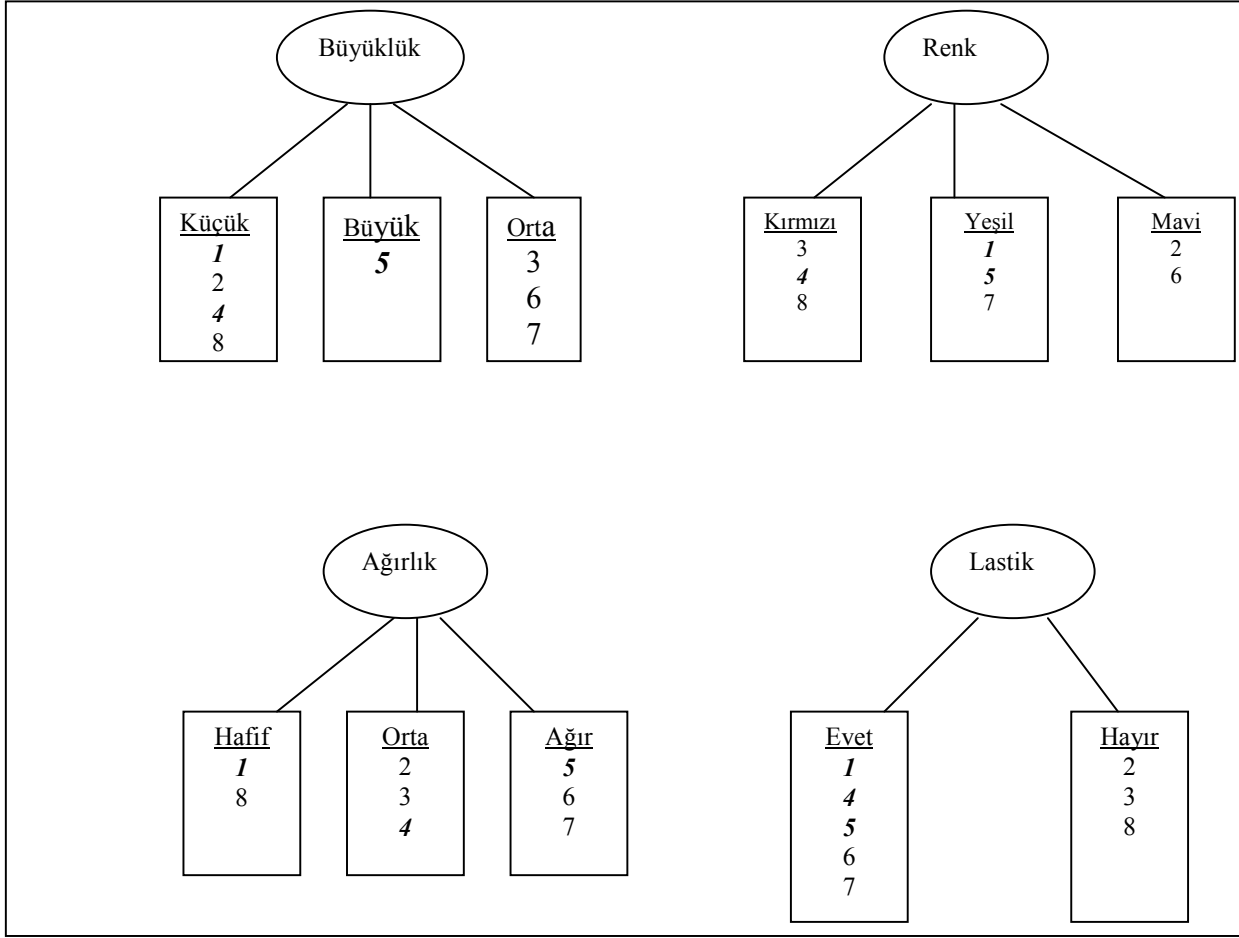 Büyüklük
Küçük
1
2
4
8
Büyük
5
Orta
3
6
7
Renk
Kırmızı
3
4
8
Yeşil
1
5
7
Mavi
2
6
Ağırlık
Hafif
1
8
Orta
2
3
4
Ağır
5
6
7
Lastik
Evet
1
4
5
6
7
Hayır
2
3
8